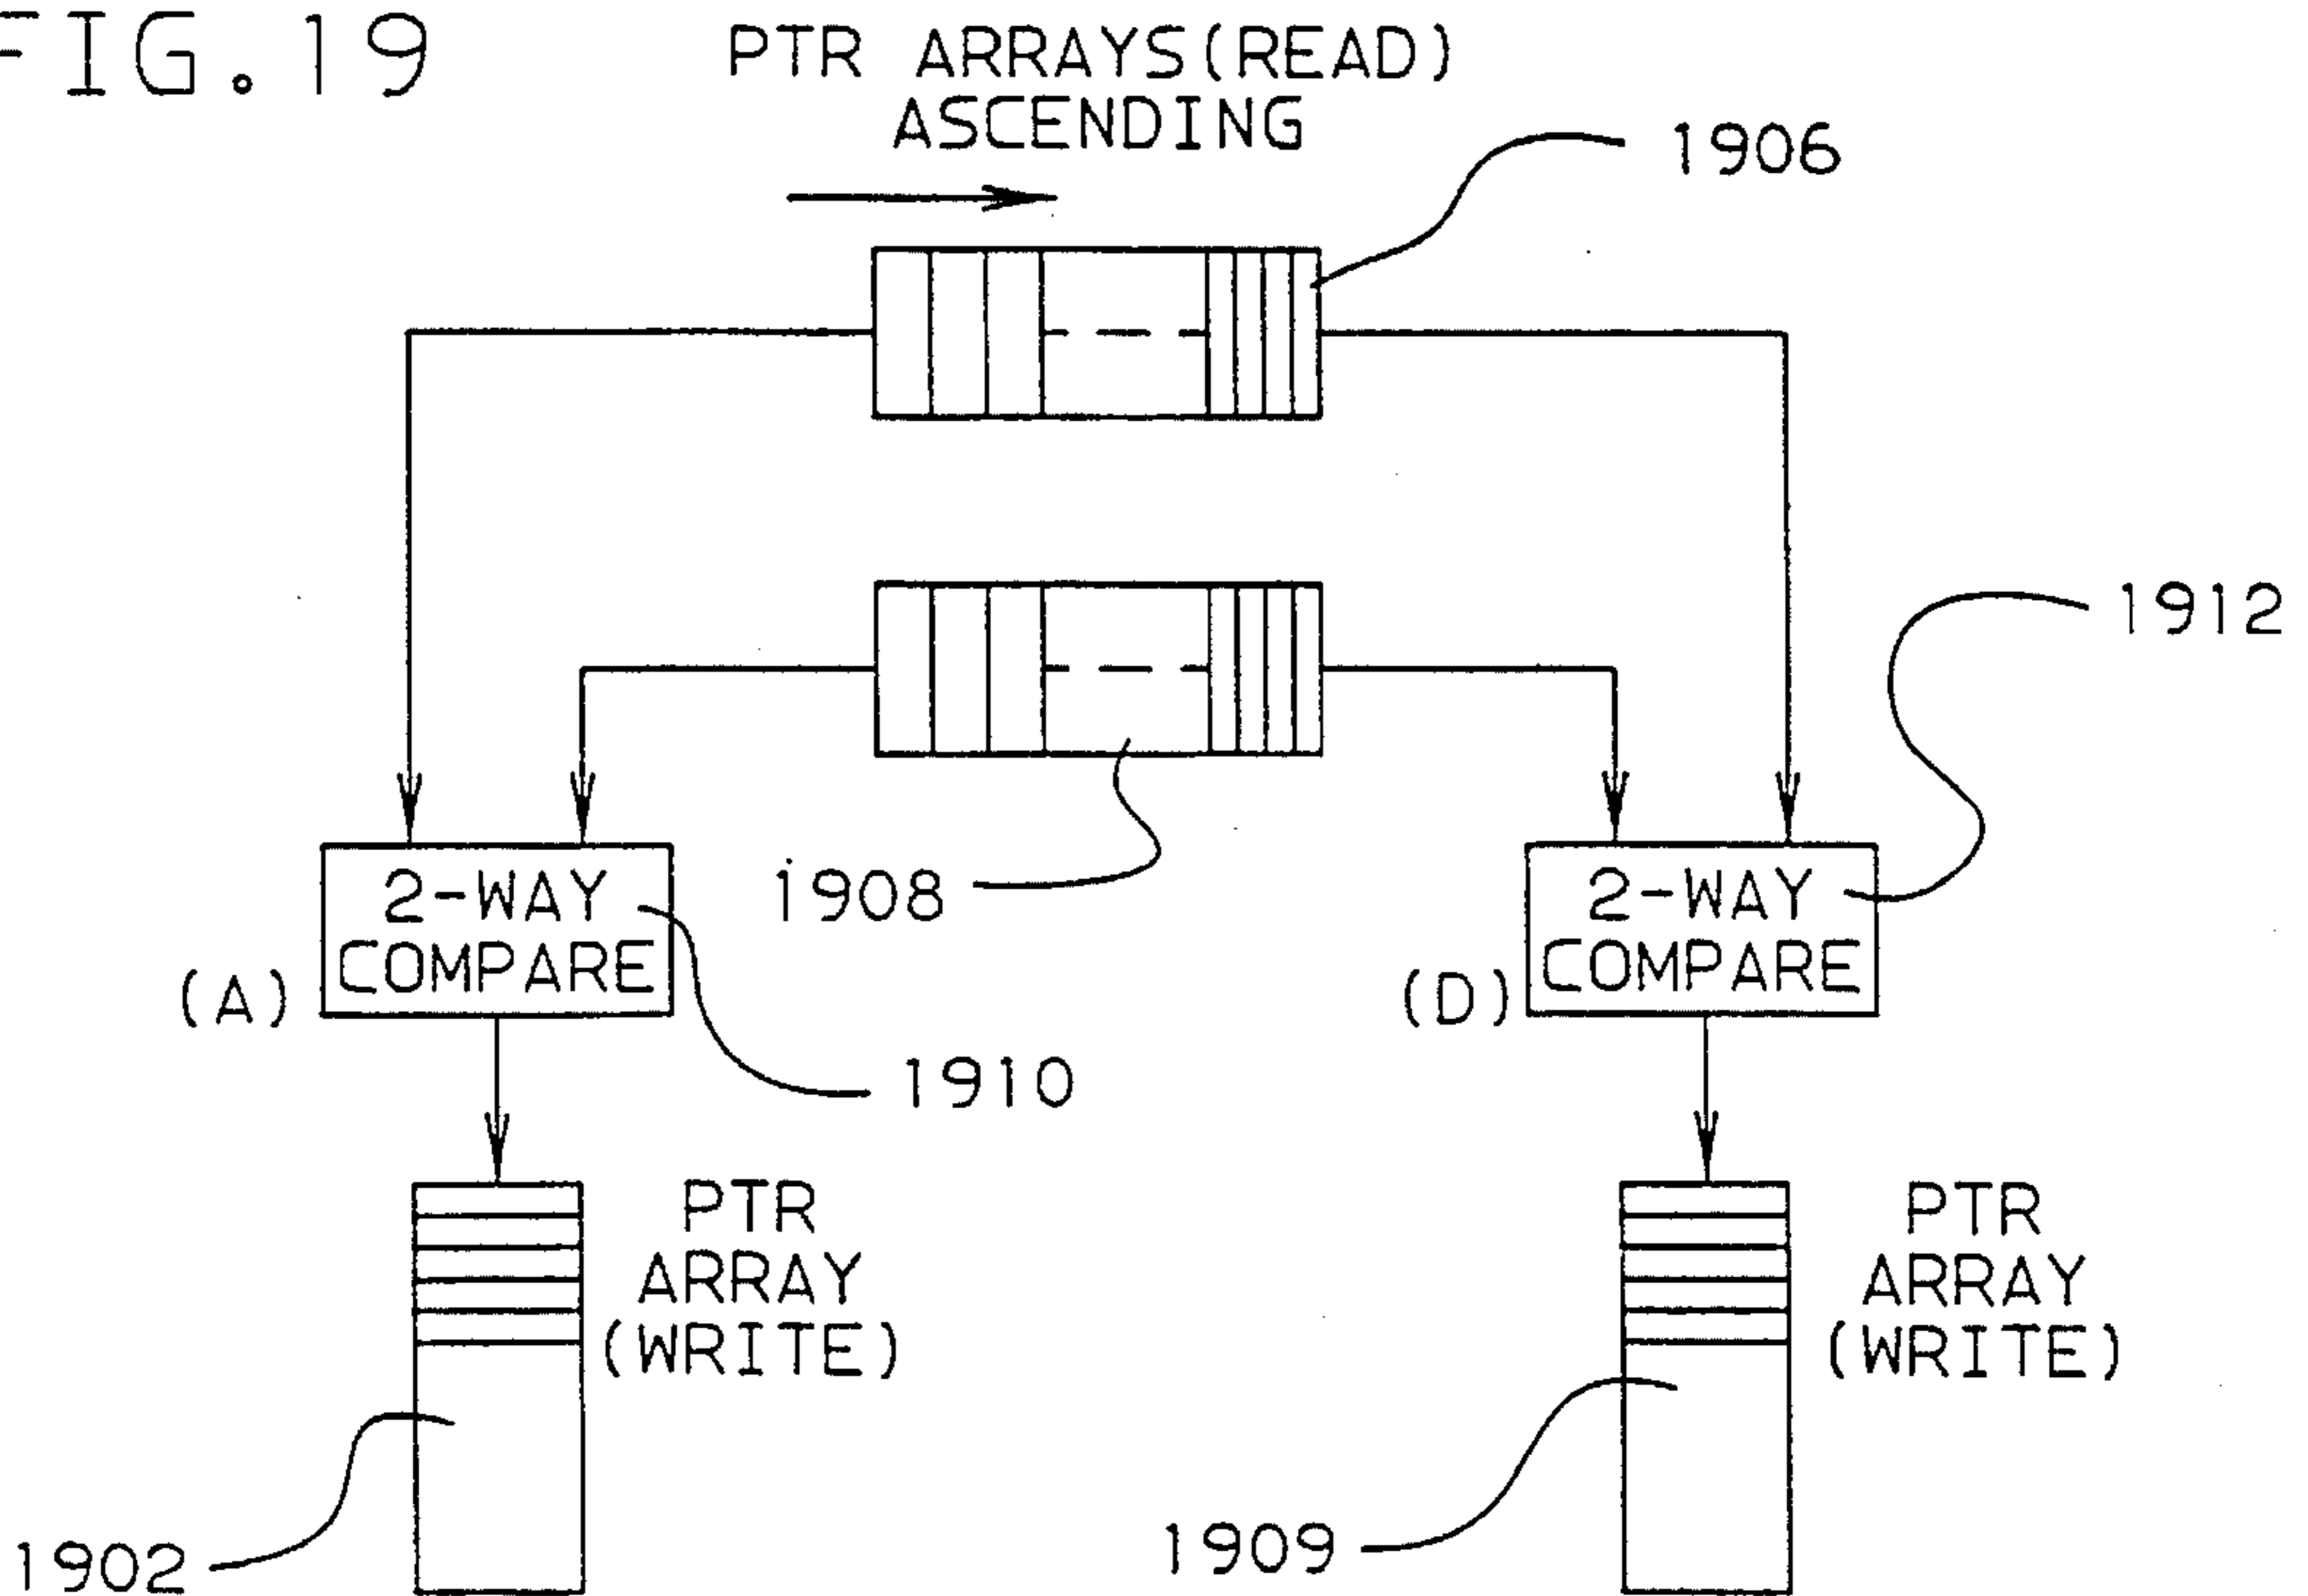 FIG.19
PTR ARRAYS(READ)
ASCENDING
1906
1912
2-WAY
COMPARE
(A)
1908
2-WAY
COMPARE
(D)
1910
PTR
ARRAY
(WRITE)
PTR
ARRAY
(WRITE)
1902
1909